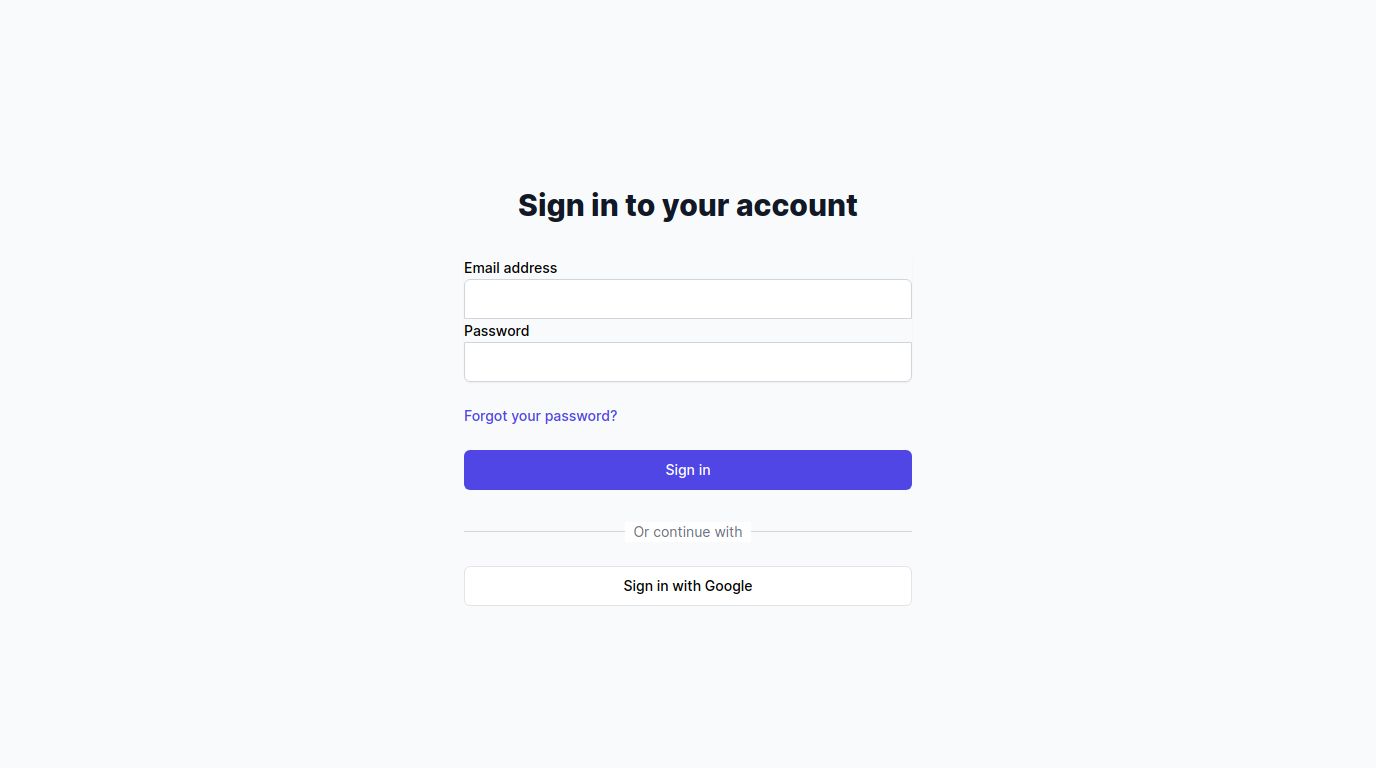 Sign in to your account
Email address
Password
Forgot your password?
Sign in
Or continue with
Sign in with Google